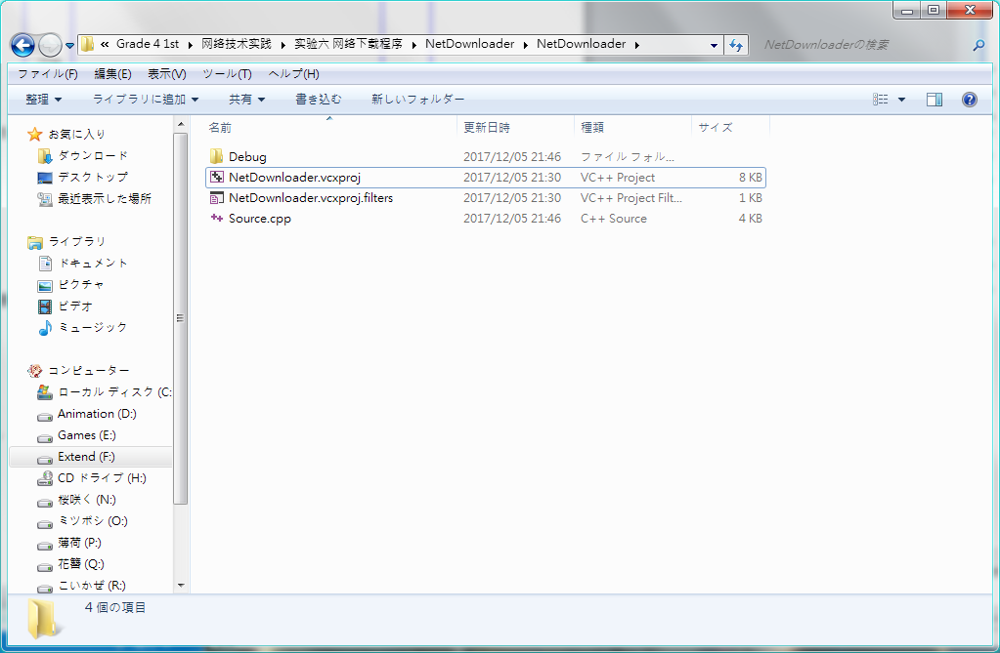 « Grade 4 1st ▸ 网络技术实践 ▸ 实验六 网络下载程序 ▸ NetDownloader ▸ NetDownloader ▸
NetDownloaderの検索
ファイル(F) 編集(E) 表示(V) ツール(T) ヘルプ(H)
整理 ライブラリに追加 共有 書き込む 新しいフォルダー
お気に入り
ダウンロード
デスクトップ
最近表示した場所
ライブラリ
ドキュメント
ピクチャ
ビデオ
ミュージック
コンピューター
ローカル ディスク (C:
Animation (D:)
Games (E:)
Extend (F:)
CD ドライブ (H:)
桜咲く (N:)
ミツボシ (O:)
薄荷 (P:)
花簪 (Q:)
こいかぜ (R:)
名前 更新日時 種類 サイズ
Debug 2017/12/05 21:46 ファイル フォル...
NetDownloader.vcxproj 2017/12/05 21:30 VC++ Project 8 KB
NetDownloader.vcxproj.filters 2017/12/05 21:30 VC++ Project Filt... 1 KB
Source.cpp 2017/12/05 21:46 C++ Source 4 KB
4 個の項目